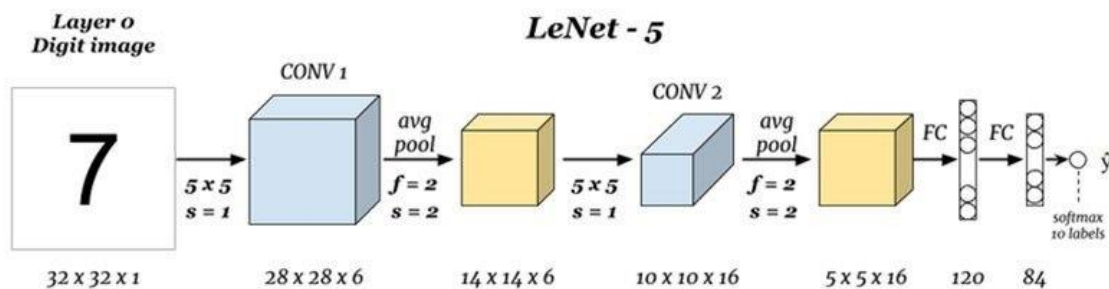 Layer 0
Digit image
LeNet - 5
7
CONV 1
avg
pool
CONV 2
avg
pool
FC
FC
5 x 5
s = 1
f = 2
s = 2
5 x 5
s = 1
f = 2
s = 2
ŷ
softmax
10 labels
32 x 32 x 1
28 x 28 x 6
14 x 14 x 6
10 x 10 x 16
5 x 5 x 16
120
84